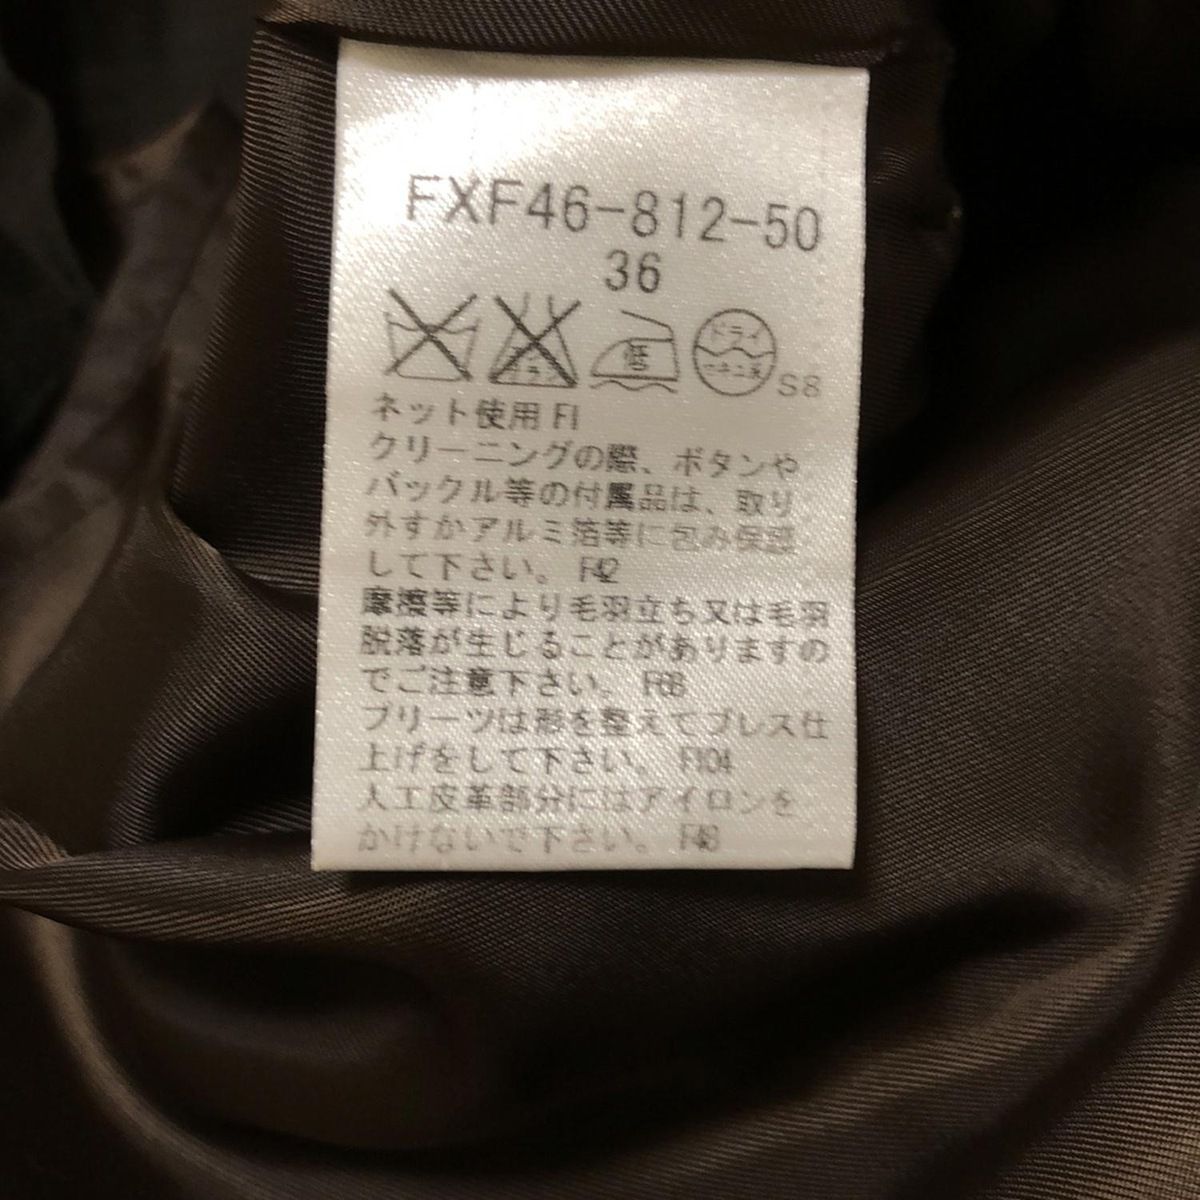 FXF46-812-50
36
低 ドライ
S8
ネット使用 F1
クリーニングの際、ボタンや
バックル等の付属品は、取り
外すかアルミ箔等に包み保護
して下さい。 F42
摩擦等により毛羽立ち又は毛羽
脱落が生じることがありますの
でご注意下さい。 F68
プリーツは形を整えてプレス仕
上げをして下さい。 F104
人工皮革部分にはアイロンを
かけないで下さい。 F48